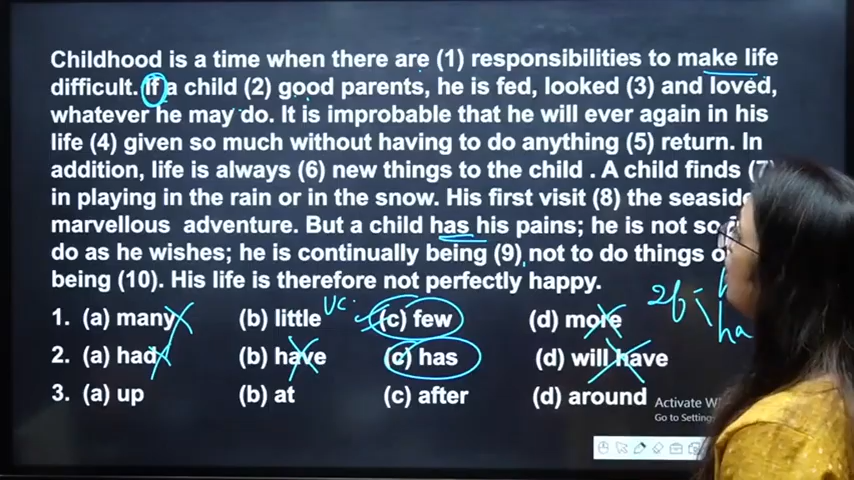 Childhood is a time when there are (1) responsibilities to make life
difficult. If a child (2) good parents, he is fed, looked (3) and loved,
whatever he may do. It is improbable that he will ever again in his
life (4) given so much without having to do anything (5) return. In
addition, life is always (6) new things to the child . A child finds (7)
in playing in the rain or in the snow. His first visit (8) the seaside
marvellous adventure. But a child has his pains; he is not so
do as he wishes; he is continually being (9) not to do things
being (10). His life is therefore not perfectly happy.
UC.
1. (a) many (b) little (c) few (d) more
2. (a) had (b) have (c) has (d) will have
ha
3. (a) up (b) at (c) after (d) around
Activate W
Go to Setting